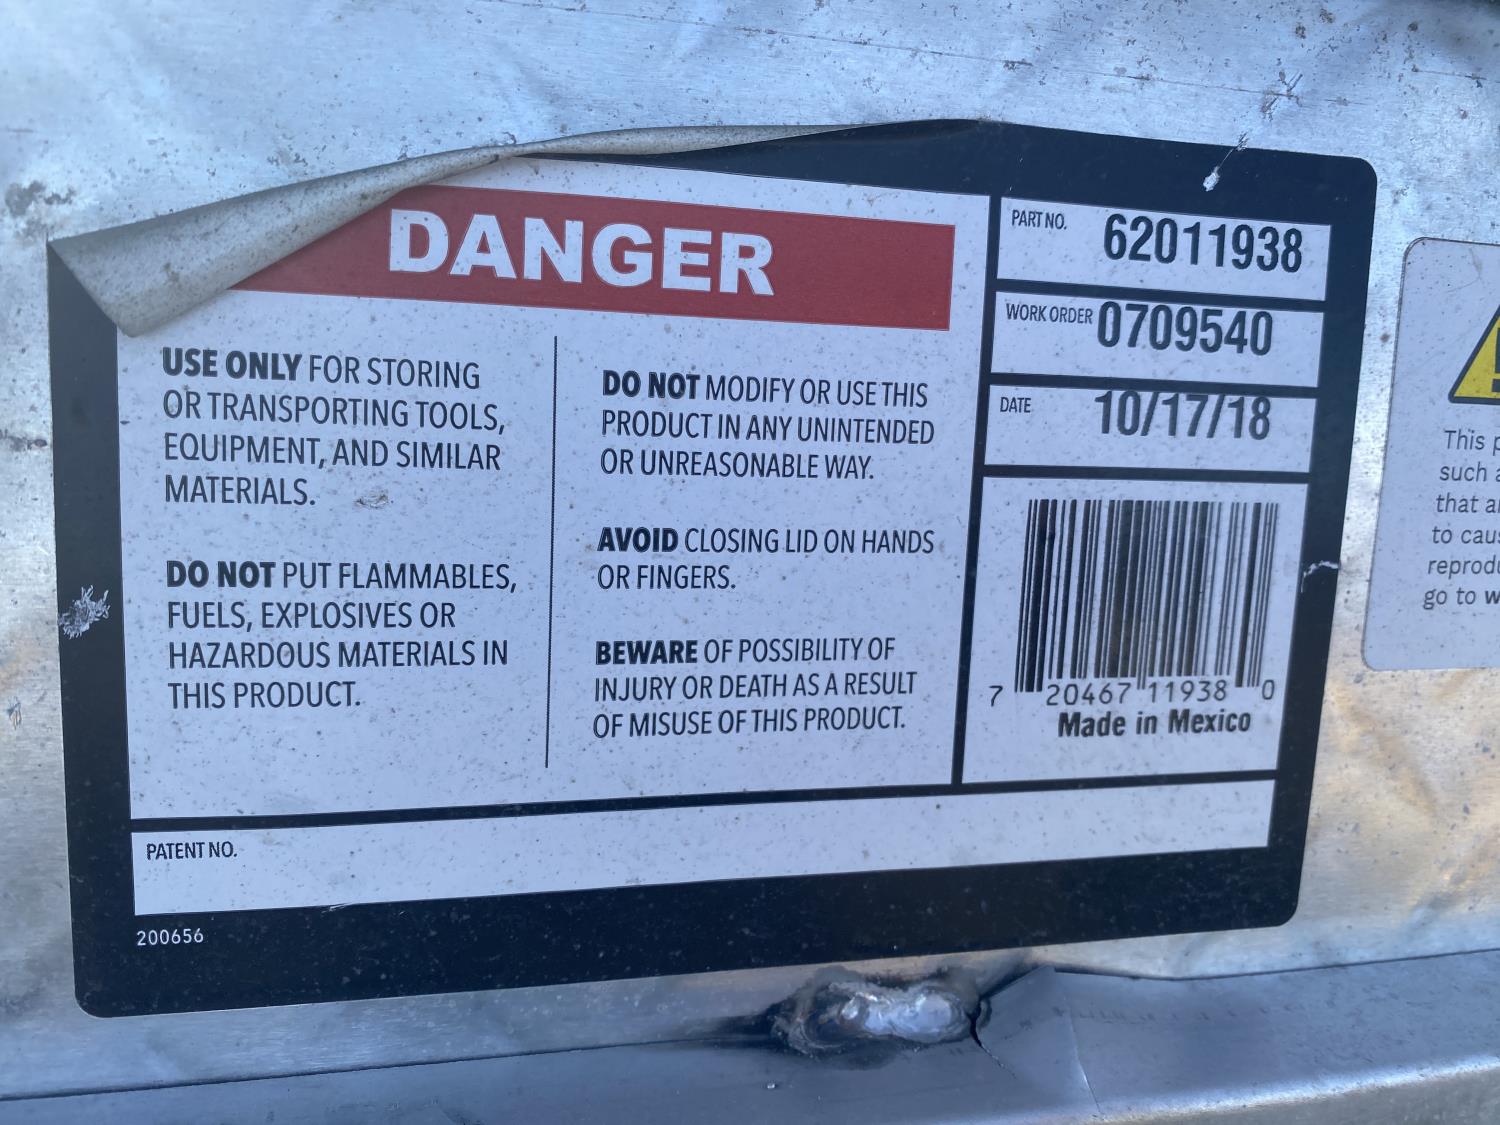 DANGER
USE ONLY FOR STORING
OR TRANSPORTING TOOLS,
EQUIPMENT, AND SIMILAR
MATERIALS.
DO NOT PUT FLAMMABLES,
FUELS, EXPLOSIVES OR
HAZARDOUS MATERIALS IN
THIS PRODUCT.
DO NOT MODIFY OR USE THIS
PRODUCT IN ANY UNINTENDED
OR UNREASONABLE WAY.
AVOID CLOSING LID ON HANDS
OR FINGERS.
BEWARE OF POSSIBILITY OF
INJURY OR DEATH AS A RESULT
OF MISUSE OF THIS PRODUCT.
PART NO. 62011938
WORK ORDER 0709540
DATE 10/17/18
7 20467 11938 0
Made in Mexico
PATENT NO.
200656
This
such
that
to
go to